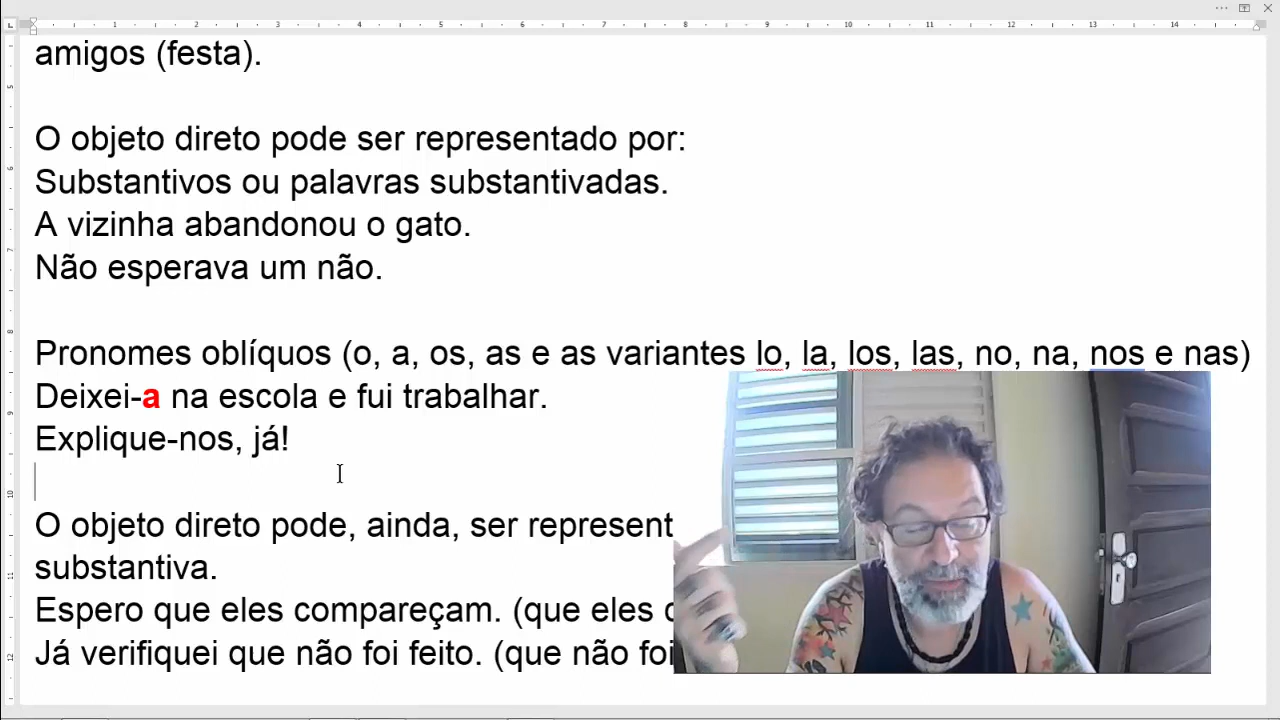 amigos (festa).
O objeto direto pode ser representado por:
Substantivos ou palavras substantivadas.
A vizinha abandonou o gato.
Não esperava um não.
Pronomes oblíquos (o, a, os, as e as variantes lo, la, los, las, no, na, nos e nas)
Deixei-a na escola e fui trabalhar.
Explique-nos, já!
O objeto direto pode, ainda, ser represent
substantiva.
Espero que eles compareçam. (que eles
Já verifiquei que não foi feito. (que não foi